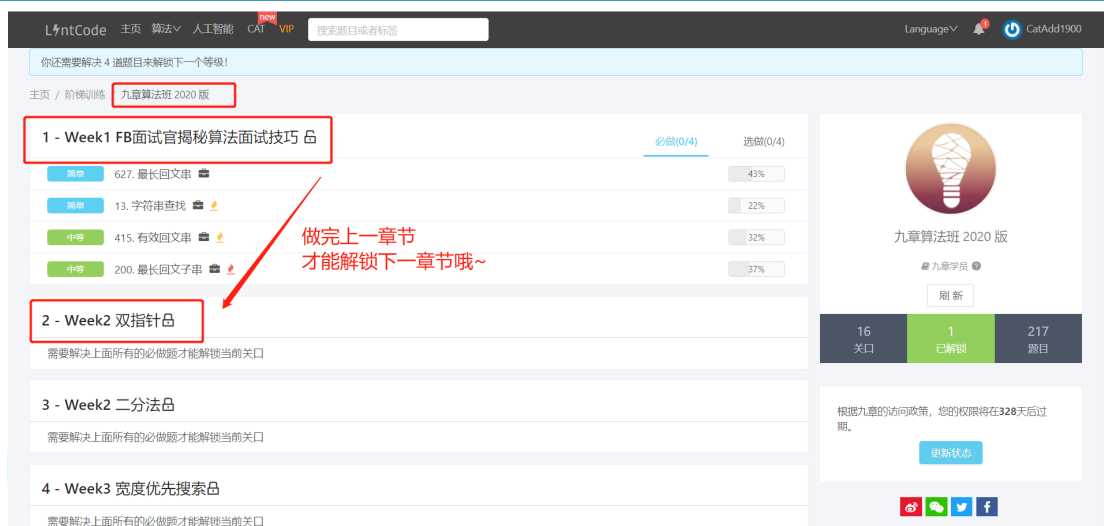 LintCode 主页 算法 人工智能 CAT new VIP 搜索题目或者标签 Language 1 CatAdd1900
你还需要解决 4 道题目来解锁下一个等级！
主页 / 阶梯训练 / 九章算法班 2020 版
1 - Week1 FB面试官揭秘算法面试技巧 必做(0/4) 选做(0/4)
简单 627. 最长回文串 43%
简单 13. 字符串查找 22%
中等 415. 有效回文串 32%
中等 200. 最长回文子串 37%
做完上一章节
才能解锁下一章节哦~
2 - Week2 双指针
需要解决上面所有的必做题才能解锁当前关口
3 - Week2 二分法
需要解决上面所有的必做题才能解锁当前关口
4 - Week3 宽度优先搜索
需要解决上面所有的必做题才能解锁当前关口
九章算法班 2020 版
九章学员
刷 新
16 1 217
关口 已解锁 题目
根据九章的访问政策，您的权限将在328天后过
期。
更新状态